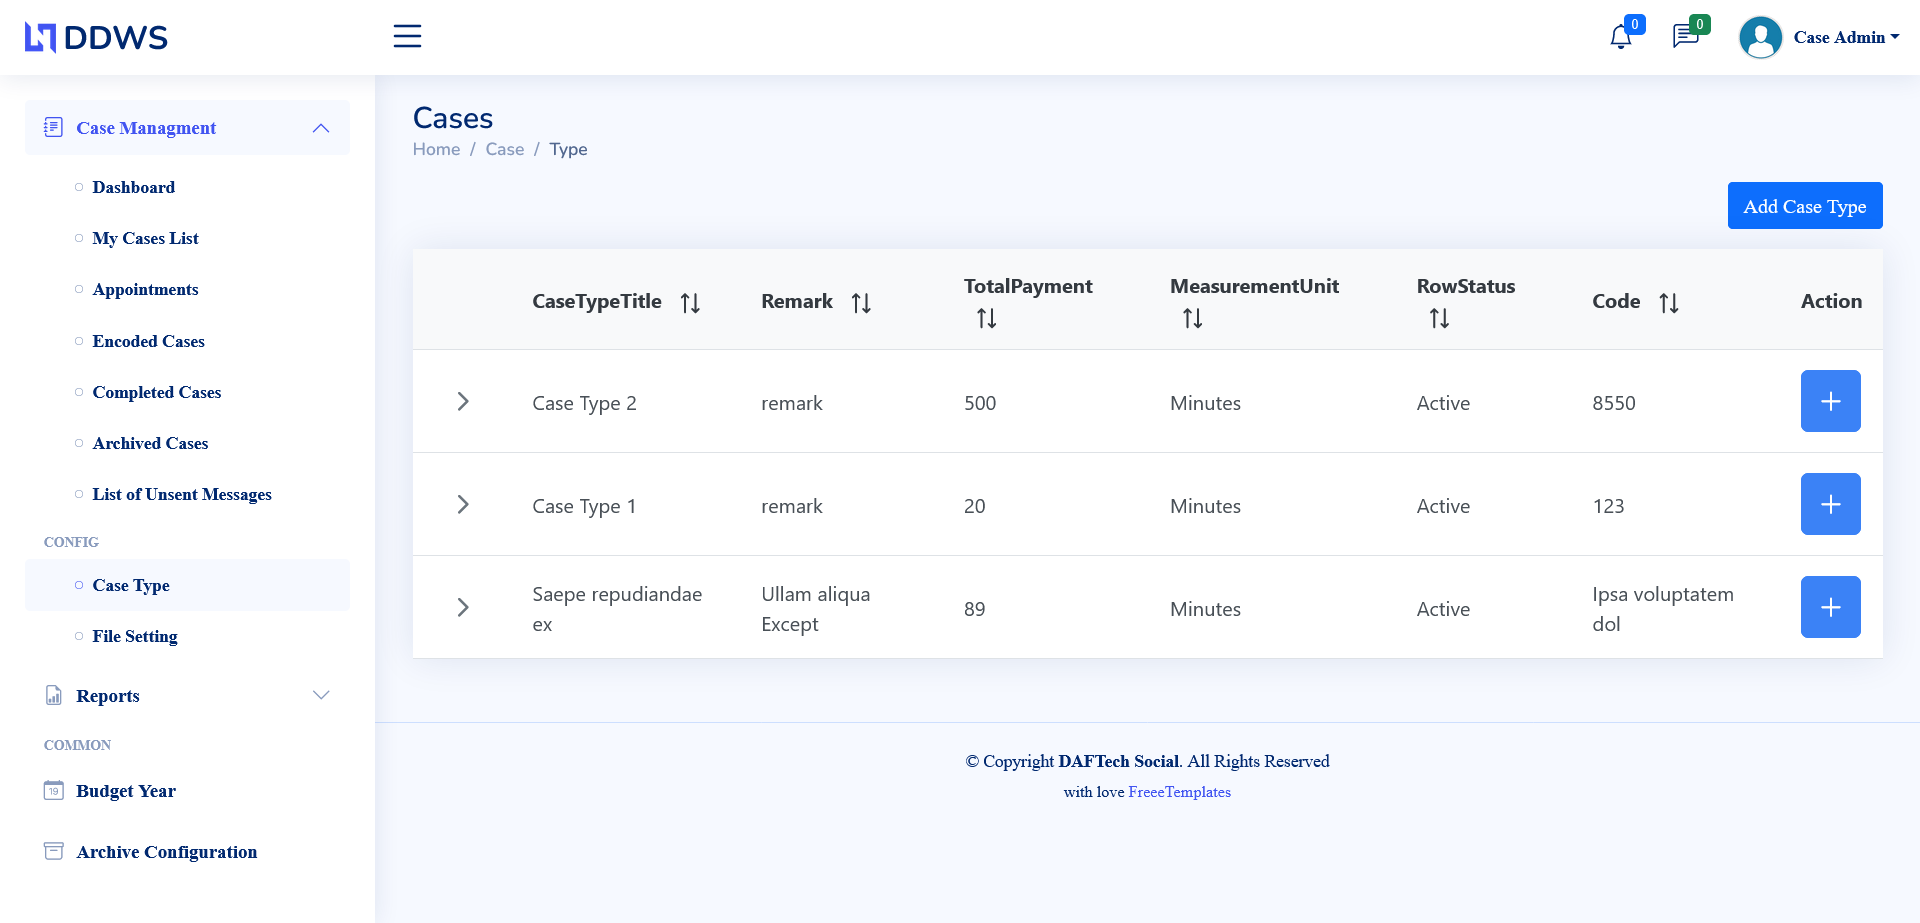 DDWS
0
0
Case Admin
Case Managment
Dashboard
My Cases List
Appointments
Encoded Cases
Completed Cases
Archived Cases
List of Unsent Messages
CONFIG
Case Type
File Setting
Reports
COMMON
19
Budget Year
Archive Configuration
Cases
Home / Case / Type
Add Case Type
CaseTypeTitle Remark TotalPayment MeasurementUnit RowStatus Code Action
Case Type 2 remark 500 Minutes Active 8550
Case Type 1 remark 20 Minutes Active 123
Saepe repudiandae ex Ullam aliqua Except 89 Minutes Active Ipsa voluptatem dol
© Copyright DAFTech Social. All Rights Reserved
with love FreeeTemplates